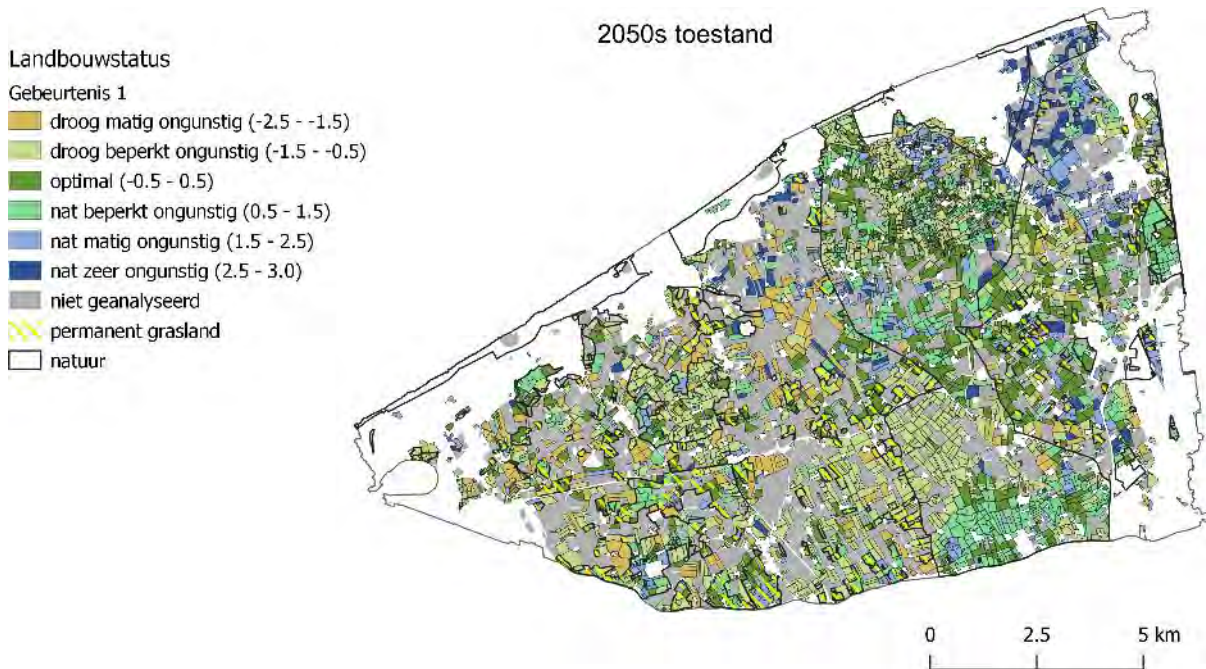 2050s toestand
Landbouwstatus
Gebeurtenis 1
droog matig ongunstig (-2.5 - -1.5)
droog beperkt ongunstig (-1.5 - -0.5)
optimal (-0.5 - 0.5)
nat beperkt ongunstig (0.5 - 1.5)
nat matig ongunstig (1.5 - 2.5)
nat zeer ongunstig (2.5 - 3.0)
niet geanalyseerd
permanent grasland
natuur
0 2.5 5 km